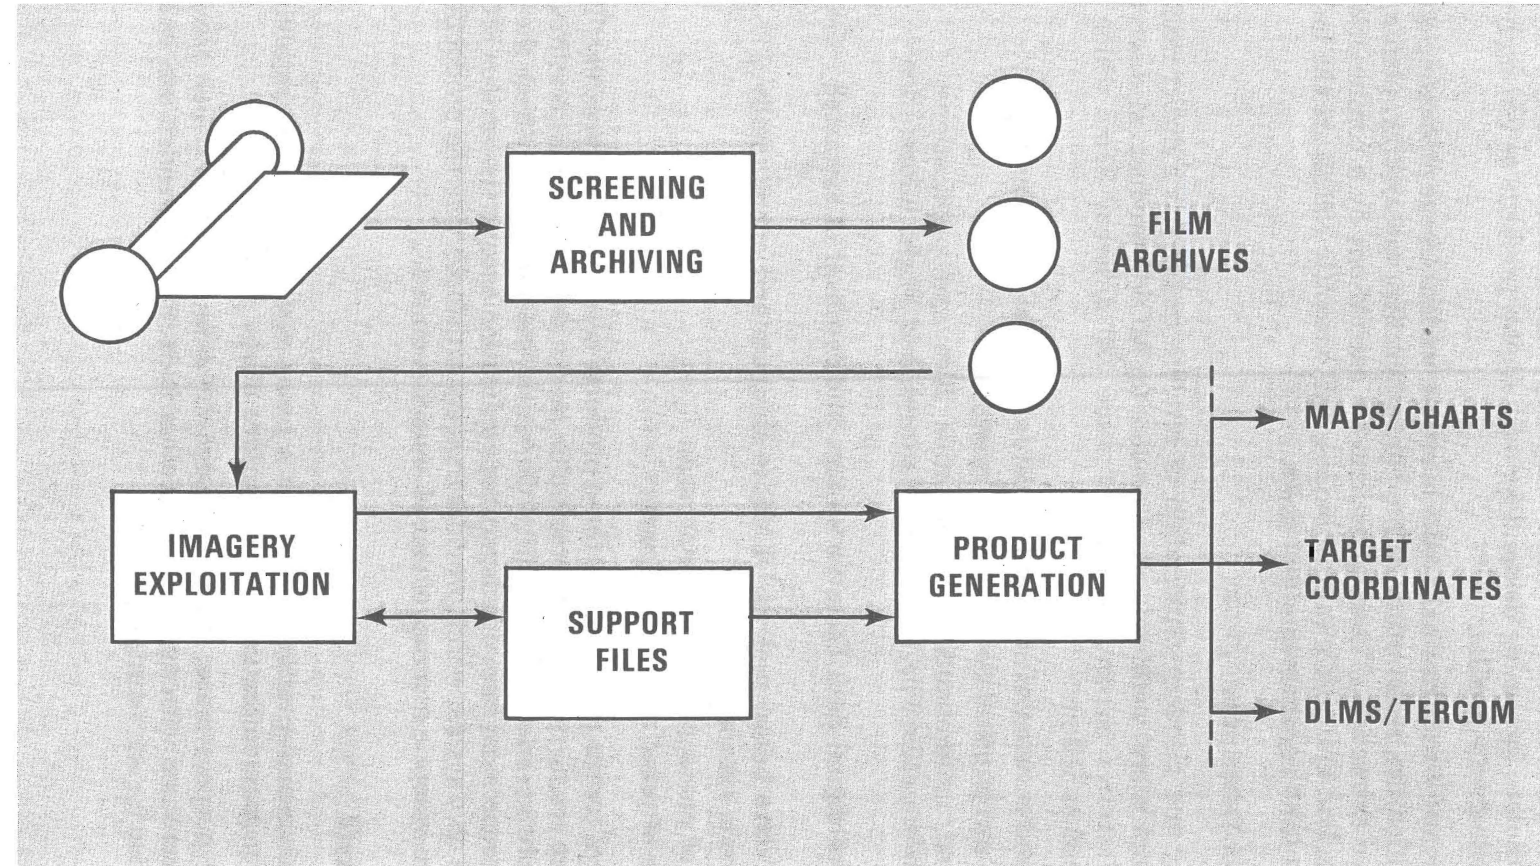 SCREENING
AND
ARCHIVING
FILM
ARCHIVES
MAPS/CHARTS
IMAGERY
EXPLOITATION
SUPPORT
FILES
PRODUCT
GENERATION
TARGET
COORDINATES
DLMS/TERCOM